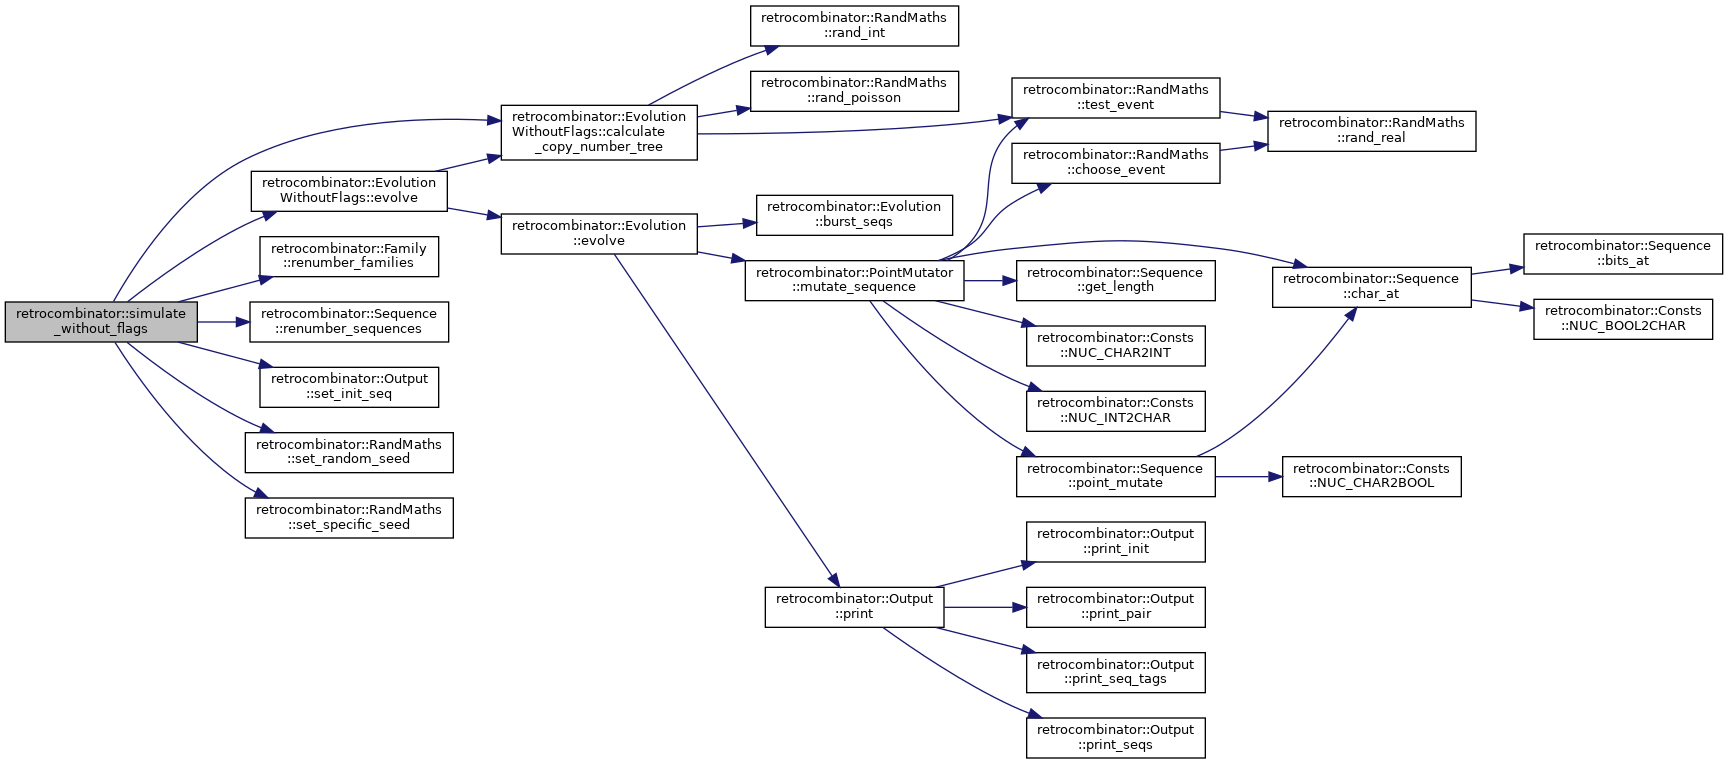 retrocombinator::simulate
_without_flags
retrocombinator::Evolution
WithoutFlags::calculate
_copy_number_tree
retrocombinator::RandMaths
::rand_int
retrocombinator::RandMaths
::rand_poisson
retrocombinator::RandMaths
::test_event
retrocombinator::RandMaths
::rand_real
retrocombinator::Evolution
WithoutFlags::evolve
retrocombinator::Evolution
::evolve
retrocombinator::Evolution
::burst_seqs
retrocombinator::PointMutator
::mutate_sequence
retrocombinator::RandMaths
::choose_event
retrocombinator::Sequence
::char_at
retrocombinator::Sequence
::bits_at
retrocombinator::Consts
::NUC_BOOL2CHAR
retrocombinator::Sequence
::get_length
retrocombinator::Consts
::NUC_CHAR2INT
retrocombinator::Consts
::NUC_INT2CHAR
retrocombinator::Sequence
::point_mutate
retrocombinator::Consts
::NUC_CHAR2BOOL
retrocombinator::Output
::print
retrocombinator::Output
::print_init
retrocombinator::Output
::print_pair
retrocombinator::Output
::print_seq_tags
retrocombinator::Output
::print_seqs
retrocombinator::Family
::renumber_families
retrocombinator::Sequence
::renumber_sequences
retrocombinator::Output
::set_init_seq
retrocombinator::RandMaths
::set_random_seed
retrocombinator::RandMaths
::set_specific_seed